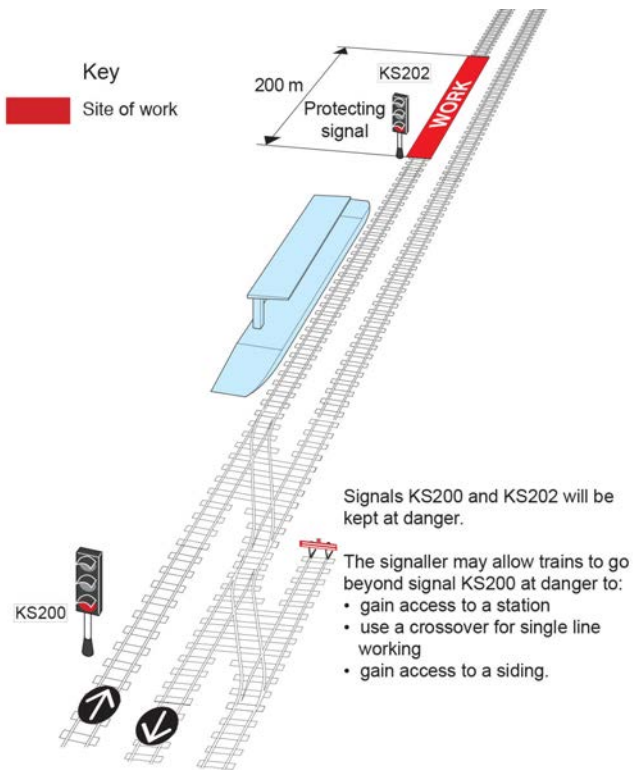 Key
Site of work
KS202
200 m
Protecting
signal
WORK
Signals KS200 and KS202 will be
kept at danger.
The signaller may allow trains to go
beyond signal KS200 at danger to:
• gain access to a station
• use a crossover for single line
working
• gain access to a siding.
KS200